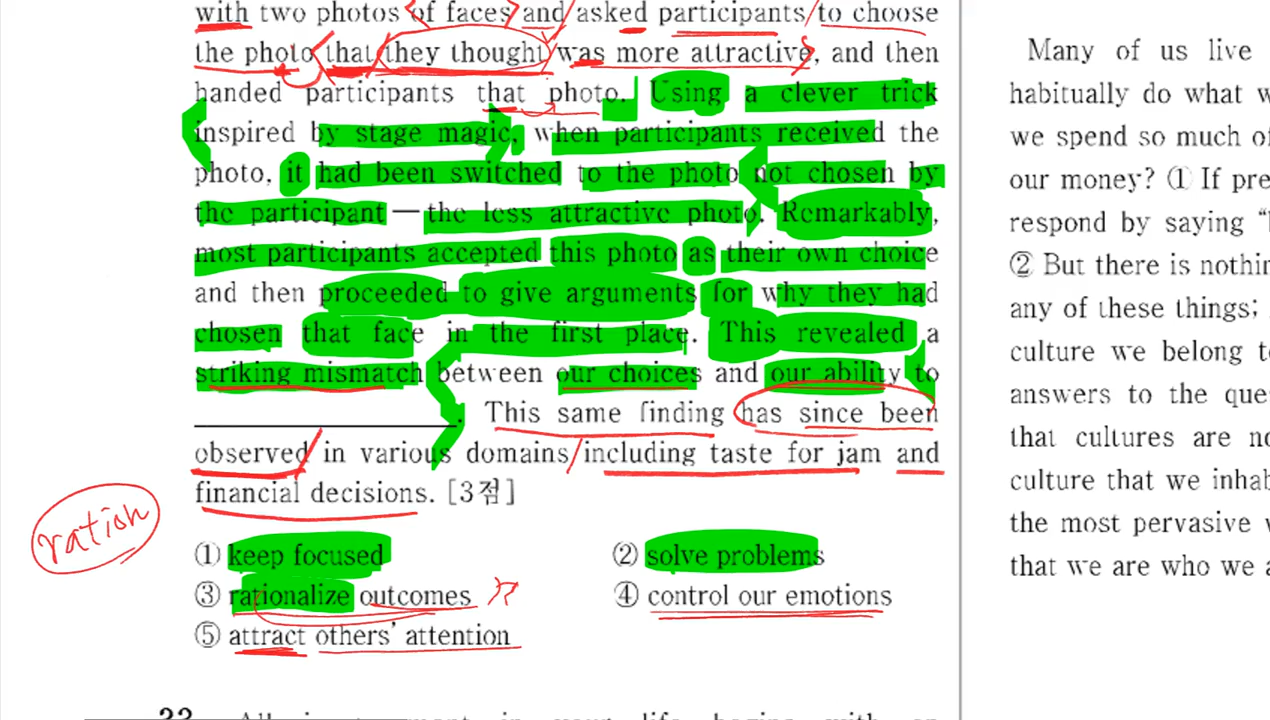 with two photos of faces and asked participants to choose
the photo that they thought was more attractive, and then
handed participants that photo. Using a clever trick
inspired by stage magic, when participants received the
photo, it had been switched to the photo not chosen by
the participant — the less attractive photo. Remarkably,
most participants accepted this photo as their own choice
and then proceeded to give arguments for why they had
chosen that face in the first place. This revealed a
striking mismatch between our choices and our ability to
____________________. This same finding has since been
observed in various domains including taste for jam and
financial decisions. [3점]
ration
① keep focused
② solve problems
③ rationalize outcomes
④ control our emotions
⑤ attract others' attention
Many of us live
habitually do what w
we spend so much of
our money? ① If pre
respond by saying "
② But there is nothin
any of these things;
culture we belong to
answers to the que
that cultures are no
culture that we inhab
the most pervasive
that we are who we a